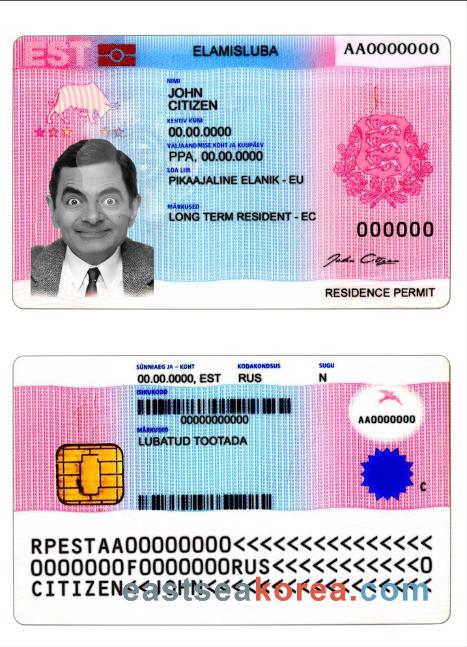 EST
ELAMISLUBA
AA0000000
NIMI
JOHN
CITIZEN
KEHTIV KUNI
00.00.0000
VÄLJAANDMISE KOHT JA KUUPÄEV
PPA, 00.00.0000
LOA LIIK
PIKAAJALINE ELANIK - EU
MÄRKUSED
LONG TERM RESIDENT - EC
000000
John Citizen
RESIDENCE PERMIT
SÜNNIAEG JA - KOHT
KODAKONDSUS
SUGU
00.00.0000, EST
RUS
N
ISIKUKOOD
00000000000
MÄRKUSED
LUBATUD TOOTADA
AA0000000
C
RPESTAA00000000<<<<<<<<<<<<<<<
0000000F0000000RUS<<<<<<<<<<<0
CITIZEN<<JOHN<<<<<<<<<<<<<<<<<
eastseakorea.com